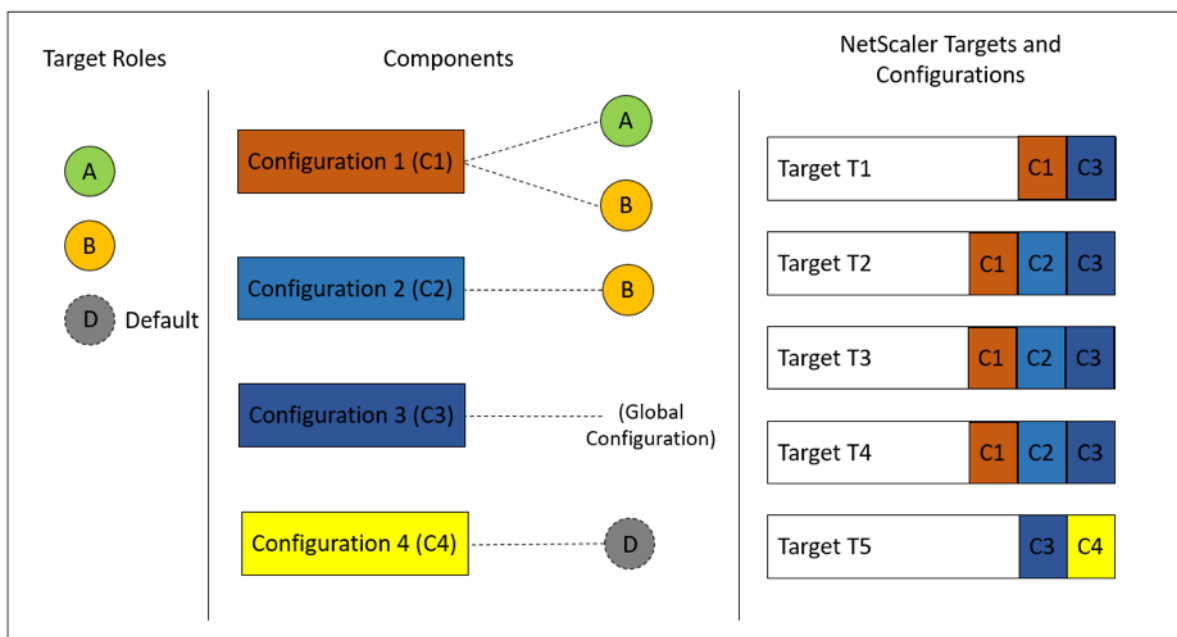 Target Roles
A
B
D Default
Components
Configuration 1 (C1)
A
B
Configuration 2 (C2)
B
Configuration 3 (C3)
(Global
Configuration)
Configuration 4 (C4)
D
NetScaler Targets and
Configurations
Target T1 C1 C3
Target T2 C1 C2 C3
Target T3 C1 C2 C3
Target T4 C1 C2 C3
Target T5 C3 C4